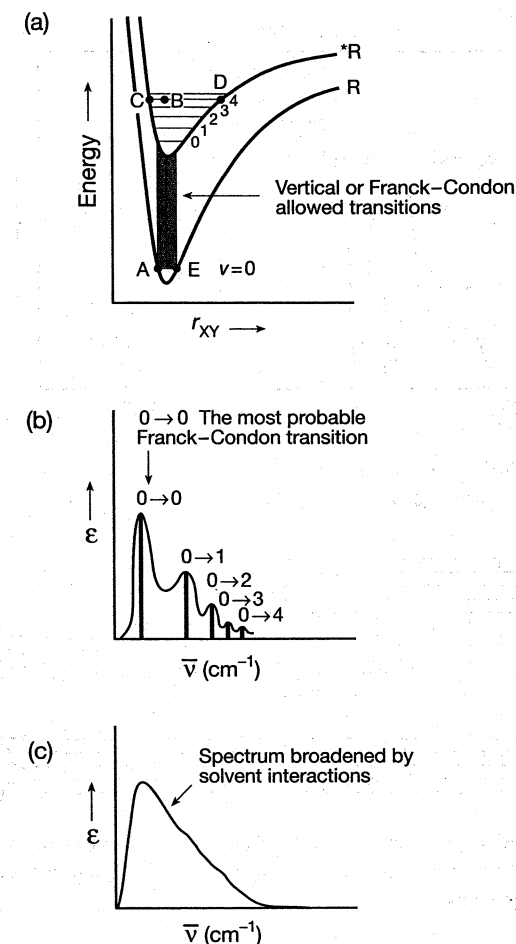 (a)
*R
D
R
C
B
4
3
2
1
0
Energy
Vertical or Franck–Condon
allowed transitions
A
E
v=0
rXY
(b)
0→0 The most probable
Franck–Condon transition
0→0
ε
0→1
0→2
0→3
0→4
ν̅ (cm⁻¹)
(c)
Spectrum broadened by
solvent interactions
ε
ν̅ (cm⁻¹)